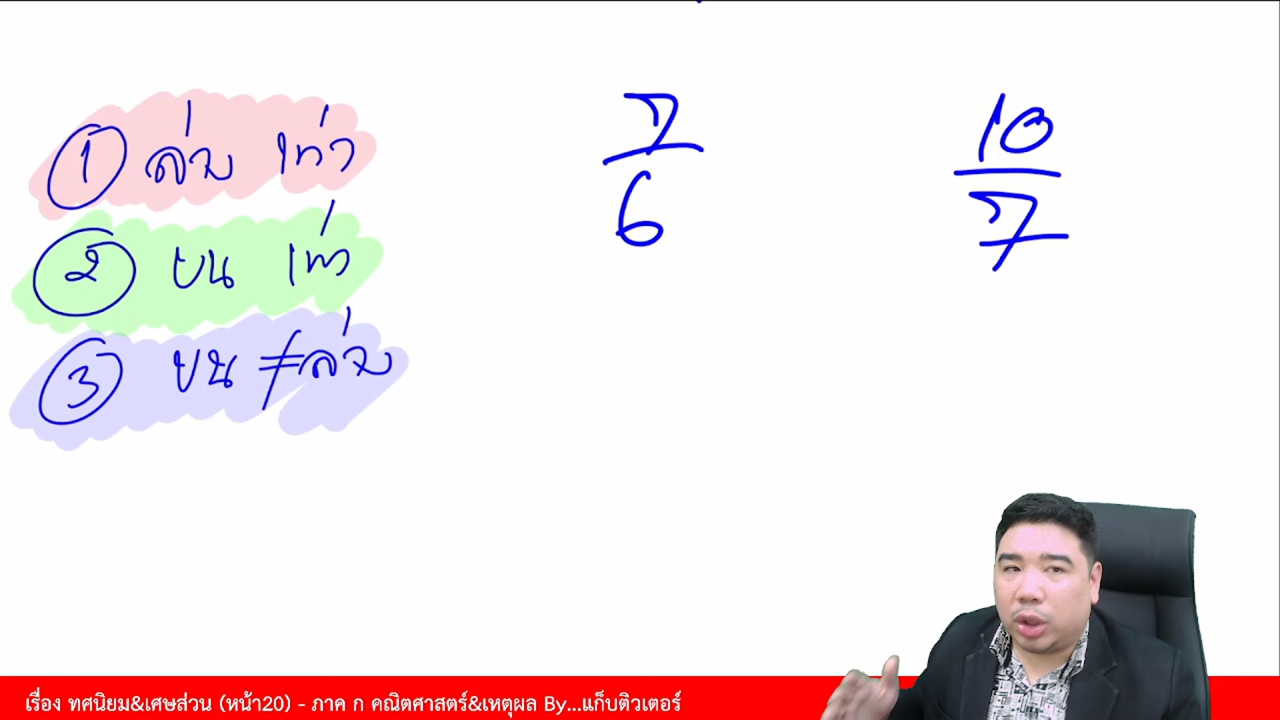 ① ล่าง เท่า
② บน เท่า
③ บน ≠ ล่าง
7
6
10
7
เรื่อง ทศนิยม&เศษส่วน (หน้า20) - ภาค ก คณิตศาสตร์&เหตุผล By...แก็บติวเตอร์